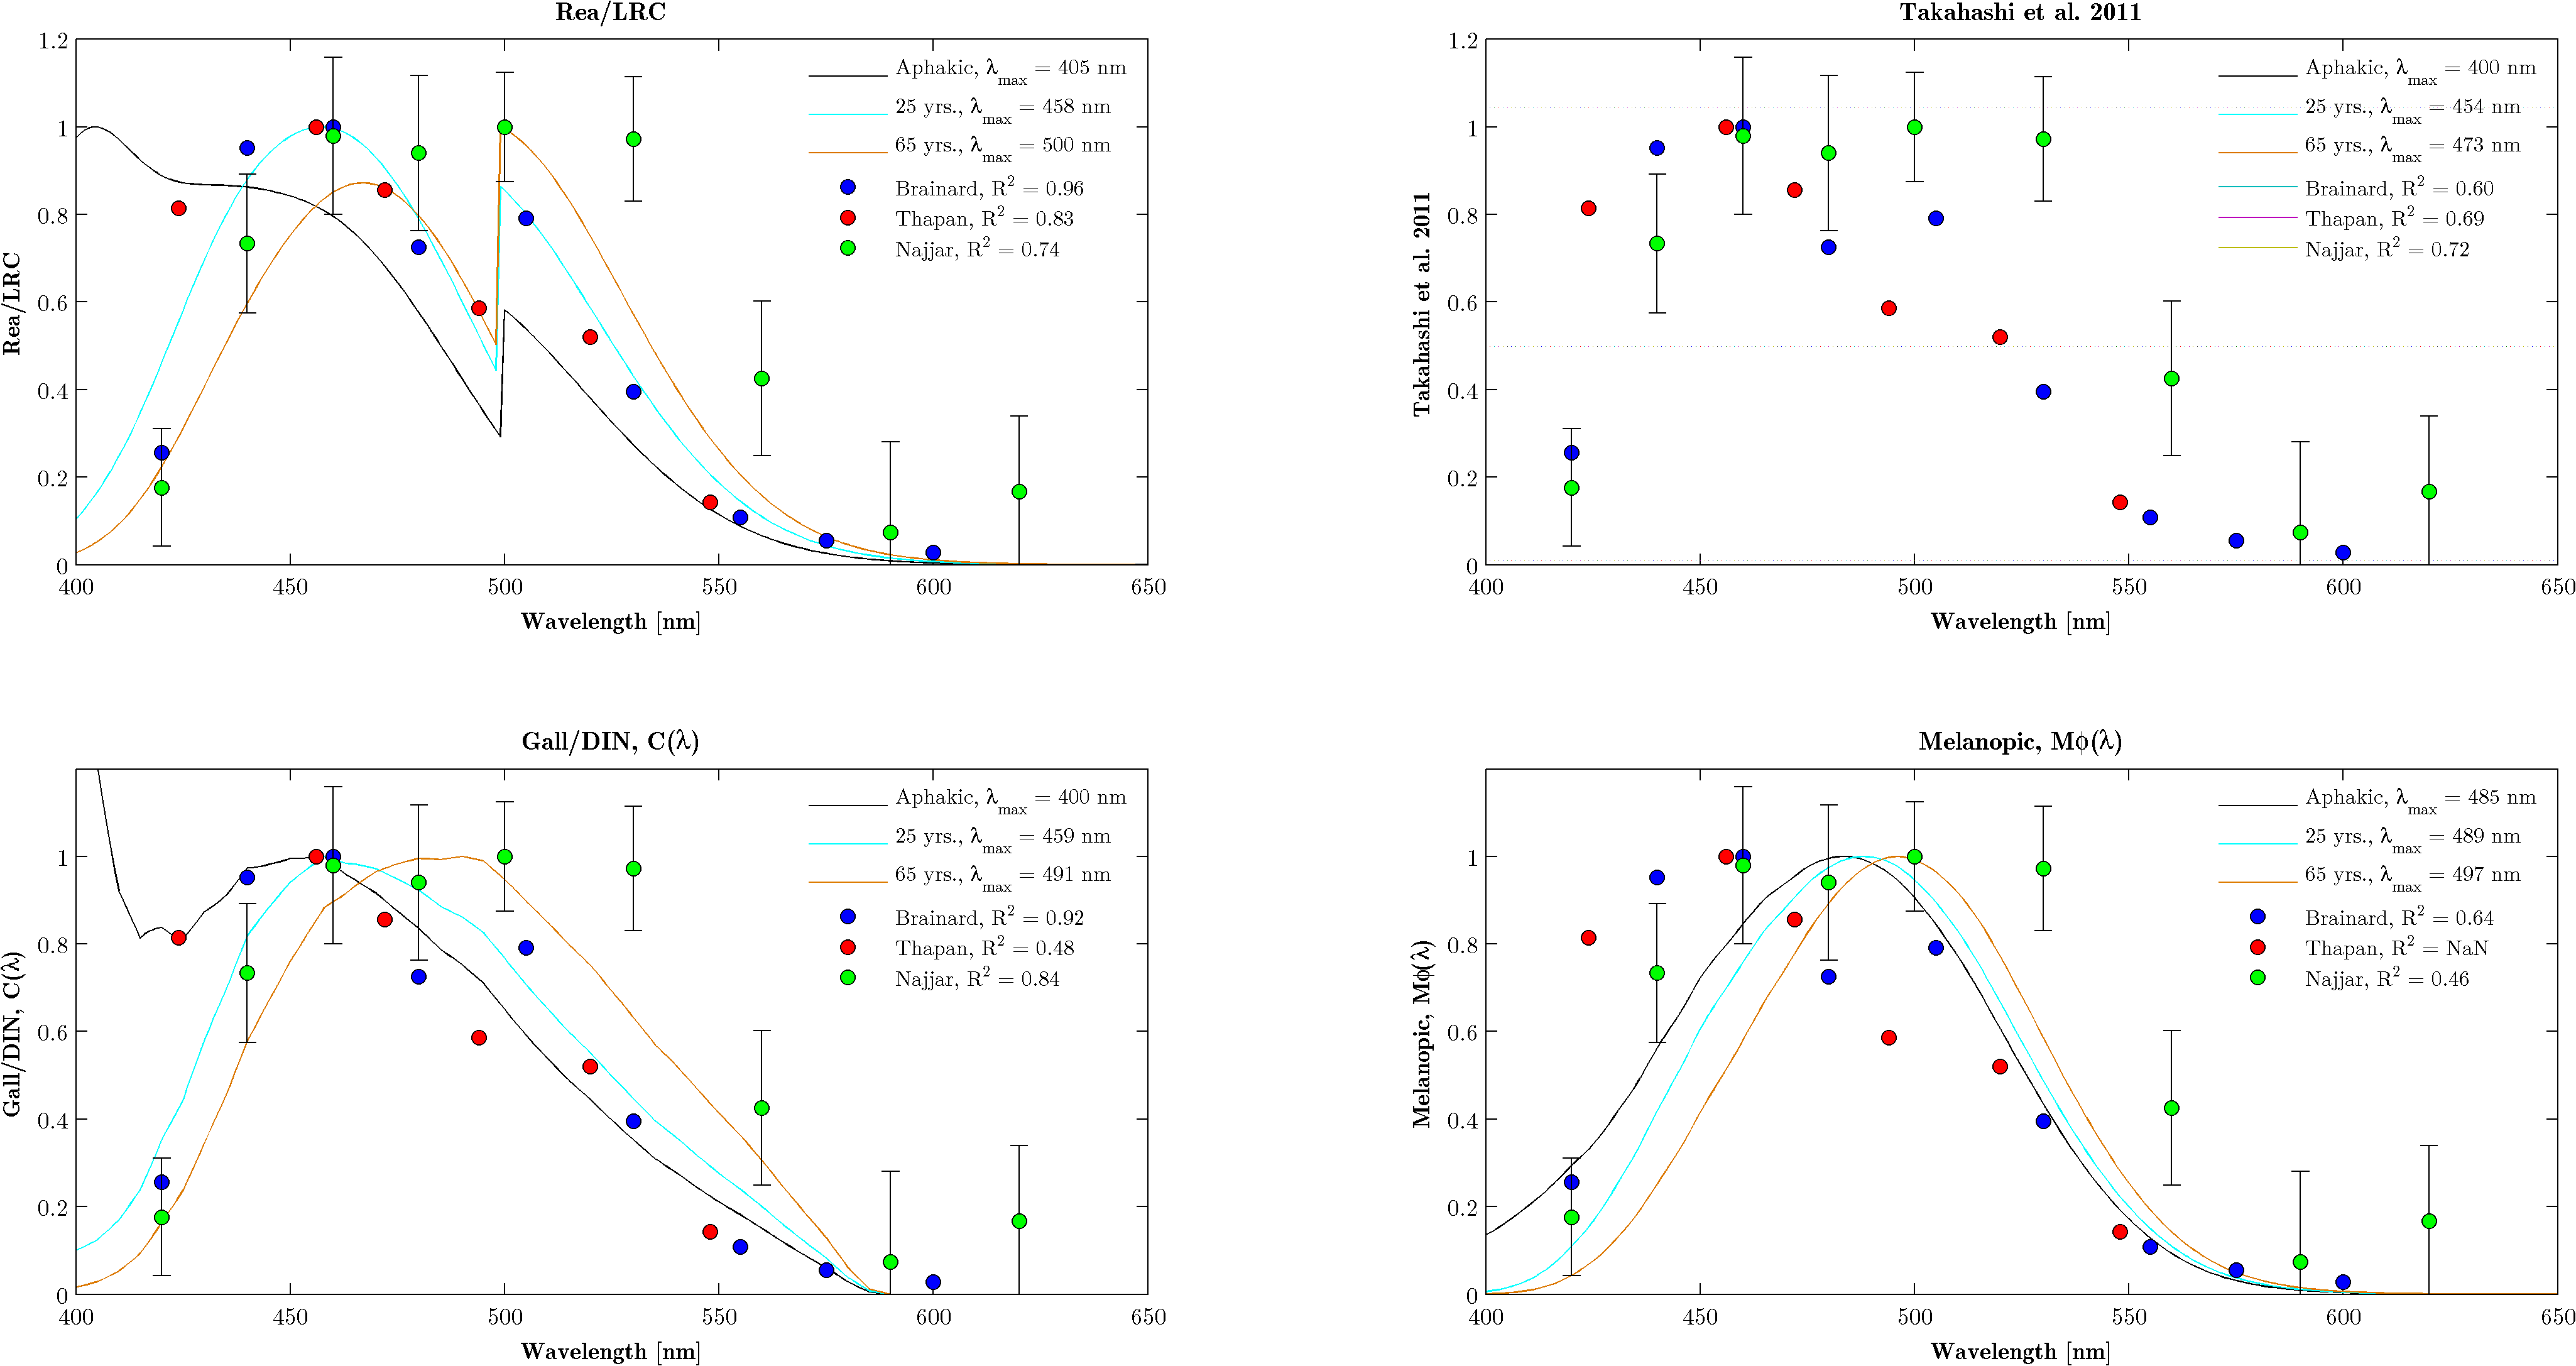 Rea/LRC
Rea/LRC
1.2
1
0.8
0.6
0.4
0.2
0
Aphakic, λmax = 405 nm
25 yrs., λmax = 458 nm
65 yrs., λmax = 500 nm
Brainard, R² = 0.96
Thapan, R² = 0.83
Najjar, R² = 0.74
400 450 500 550 600 650
Wavelength [nm]
Takahashi et al. 2011
Takahashi et al. 2011
1.2
1
0.8
0.6
0.4
0.2
0
Aphakic, λmax = 400 nm
25 yrs., λmax = 454 nm
65 yrs., λmax = 473 nm
Brainard, R² = 0.60
Thapan, R² = 0.69
Najjar, R² = 0.72
400 450 500 550 600 650
Wavelength [nm]
Gall/DIN, C(λ)
Gall/DIN, C(λ)
1
0.8
0.6
0.4
0.2
0
Aphakic, λmax = 400 nm
25 yrs., λmax = 459 nm
65 yrs., λmax = 491 nm
Brainard, R² = 0.92
Thapan, R² = 0.48
Najjar, R² = 0.84
400 450 500 550 600 650
Wavelength [nm]
Melanopic, Mϕ(λ)
Melanopic, Mϕ(λ)
1
0.8
0.6
0.4
0.2
0
Aphakic, λmax = 485 nm
25 yrs., λmax = 489 nm
65 yrs., λmax = 497 nm
Brainard, R² = 0.64
Thapan, R² = NaN
Najjar, R² = 0.46
400 450 500 550 600 650
Wavelength [nm]